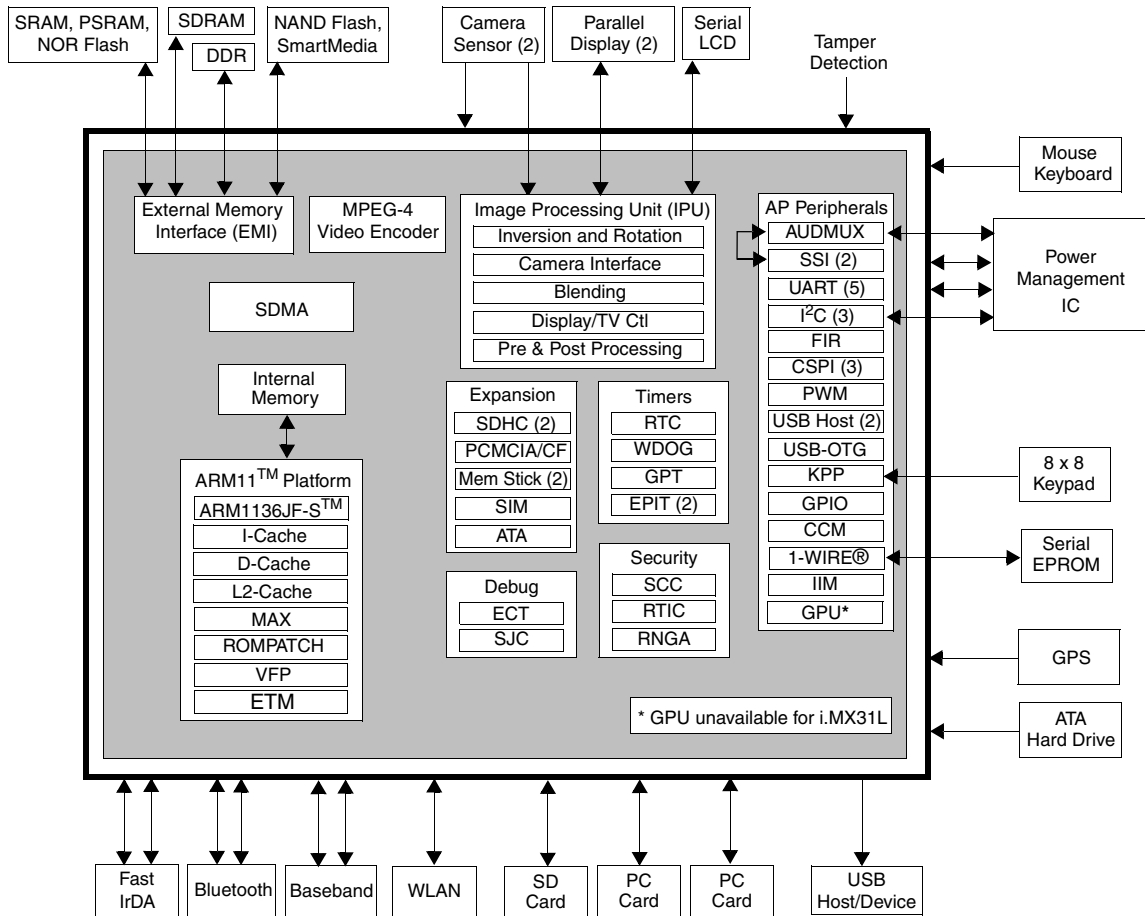 SRAM, PSRAM,
NOR Flash
SDRAM
DDR
NAND Flash,
SmartMedia
Camera
Sensor (2)
Parallel
Display (2)
Serial
LCD
Tamper
Detection
External Memory
Interface (EMI)
MPEG-4
Video Encoder
Image Processing Unit (IPU)
Inversion and Rotation
Camera Interface
Blending
Display/TV Ctl
Pre & Post Processing
AP Peripherals
AUDMUX
SSI (2)
UART (5)
I²C (3)
FIR
CSPI (3)
PWM
USB Host (2)
USB-OTG
KPP
GPIO
CCM
1-WIRE®
IIM
GPU*
Mouse
Keyboard
Power
Management
IC
8 x 8
Keypad
Serial
EPROM
GPS
ATA
Hard Drive
SDMA
Internal
Memory
ARM11™ Platform
ARM1136JF-S™
I-Cache
D-Cache
L2-Cache
MAX
ROMPATCH
VFP
ETM
Expansion
SDHC (2)
PCMCIA/CF
Mem Stick (2)
SIM
ATA
Timers
RTC
WDOG
GPT
EPIT (2)
Debug
ECT
SJC
Security
SCC
RTIC
RNGA
* GPU unavailable for i.MX31L
Fast
IrDA
Bluetooth
Baseband
WLAN
SD
Card
PC
Card
PC
Card
USB
Host/Device